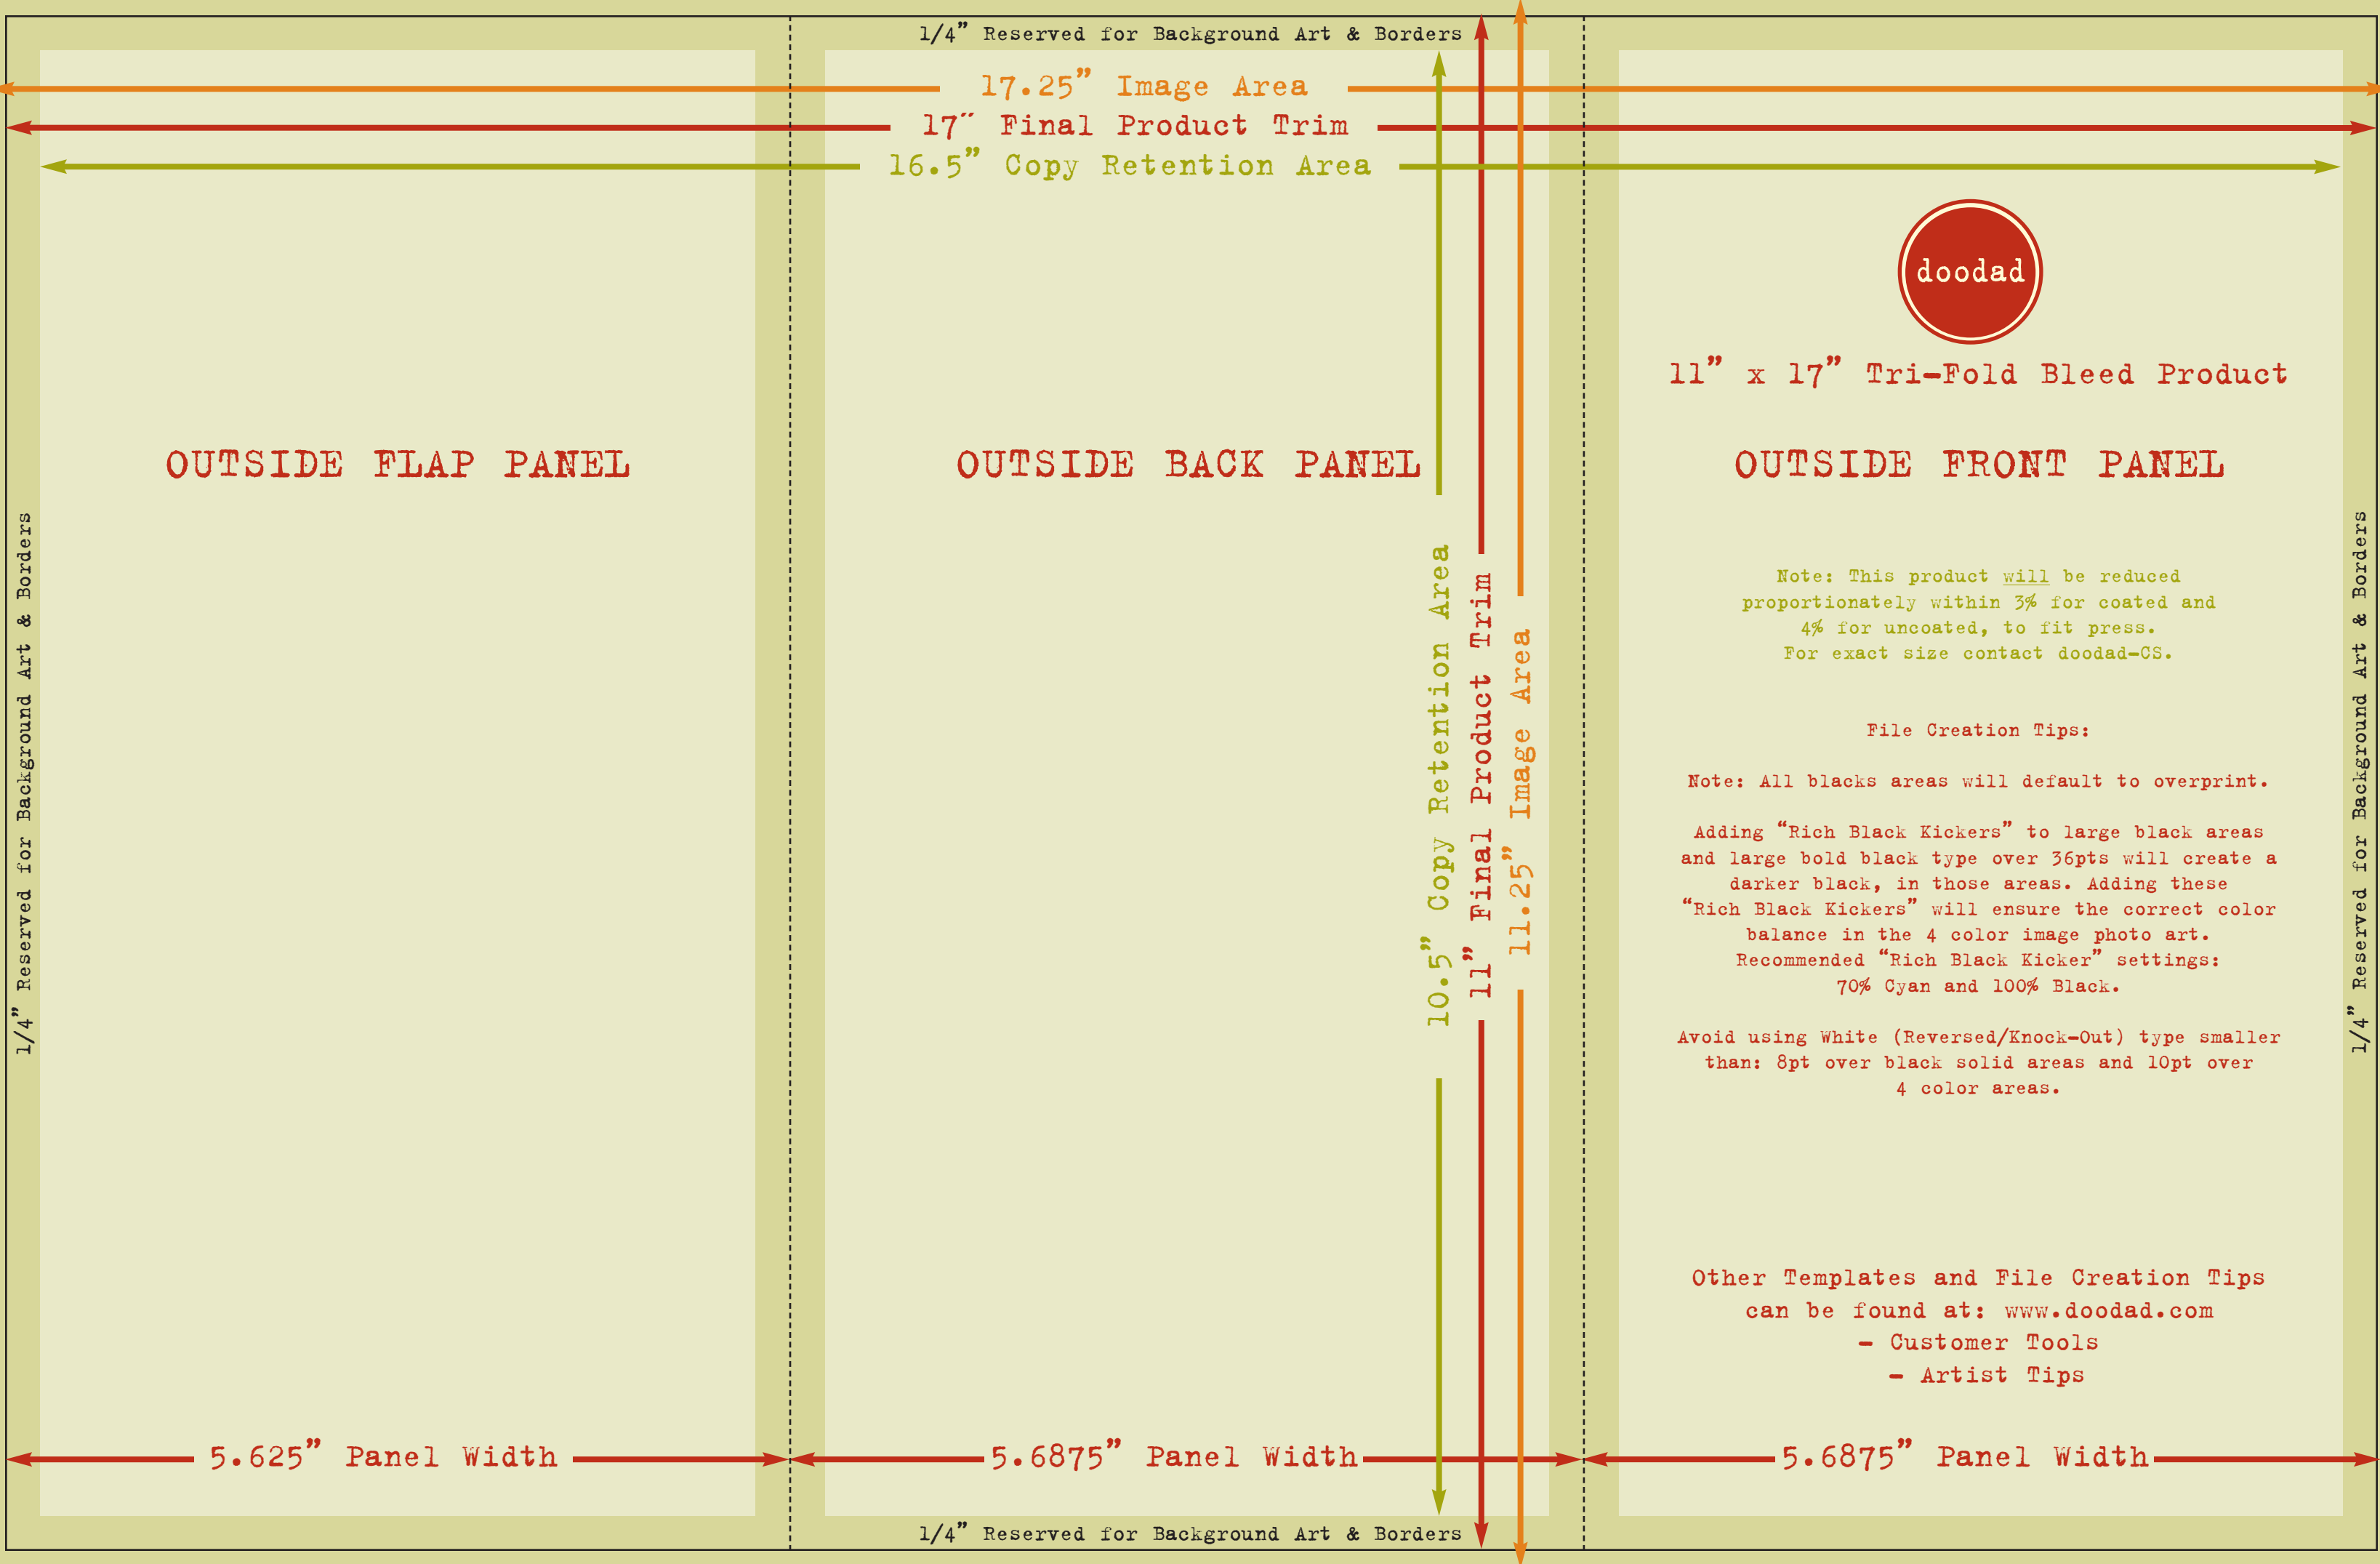 1/4” Reserved for Background Art & Borders
17.25” Image Area
17″ Final Product Trim
16.5” Copy Retention Area
1/4” Reserved for Background Art & Borders
OUTSIDE FLAP PANEL
5.625” Panel Width
OUTSIDE BACK PANEL
10.5” Copy Retention Area
11” Final Product Trim
11.25” Image Area
5.6875” Panel Width
1/4” Reserved for Background Art & Borders
doodad
11” x 17” Tri-Fold Bleed Product
OUTSIDE FRONT PANEL
Note: This product will be reduced
proportionately within 3% for coated and
4% for uncoated, to fit press.
For exact size contact doodad-CS.
File Creation Tips:
Note: All blacks areas will default to overprint.
Adding “Rich Black Kickers” to large black areas
and large bold black type over 36pts will create a
darker black, in those areas. Adding these
“Rich Black Kickers” will ensure the correct color
balance in the 4 color image photo art.
Recommended “Rich Black Kicker” settings:
70% Cyan and 100% Black.
Avoid using White (Reversed/Knock-Out) type smaller
than: 8pt over black solid areas and 10pt over
4 color areas.
Other Templates and File Creation Tips
can be found at: www.doodad.com
- Customer Tools
- Artist Tips
5.6875” Panel Width
1/4” Reserved for Background Art & Borders